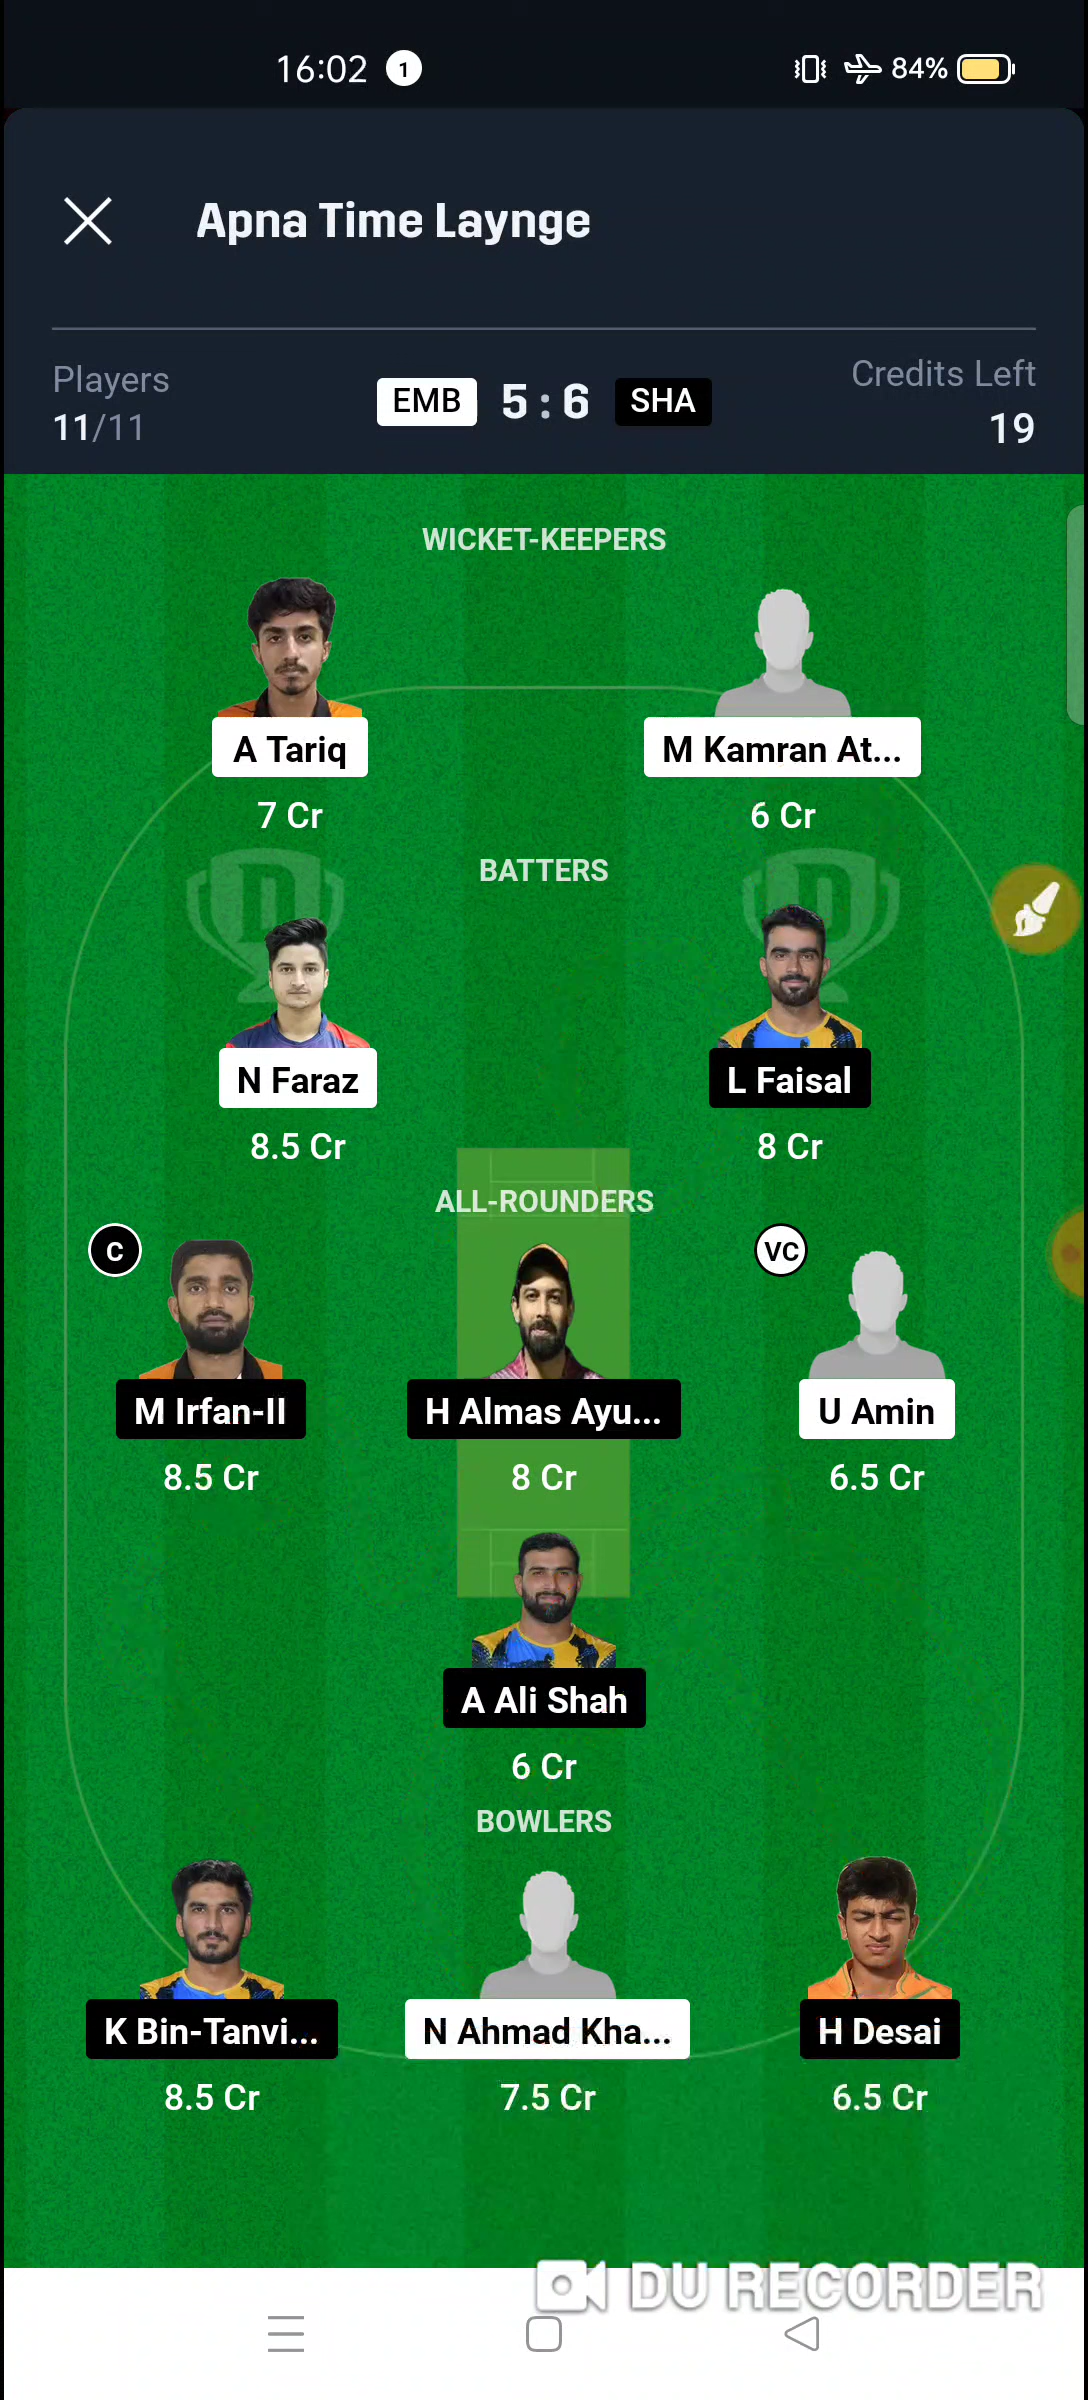 16:02 1 84%
Apna Time Laynge
Players
11/11
EMB 5 : 6 SHA
Credits Left
19
WICKET-KEEPERS
A Tariq M Kamran At...
7 Cr 6 Cr
BATTERS
N Faraz L Faisal
8.5 Cr 8 Cr
ALL-ROUNDERS
C VC
M Irfan-II H Almas Ayu... U Amin
8.5 Cr 8 Cr 6.5 Cr
A Ali Shah
6 Cr
BOWLERS
K Bin-Tanvi... N Ahmad Kha... H Desai
8.5 Cr 7.5 Cr 6.5 Cr
DU RECORDER